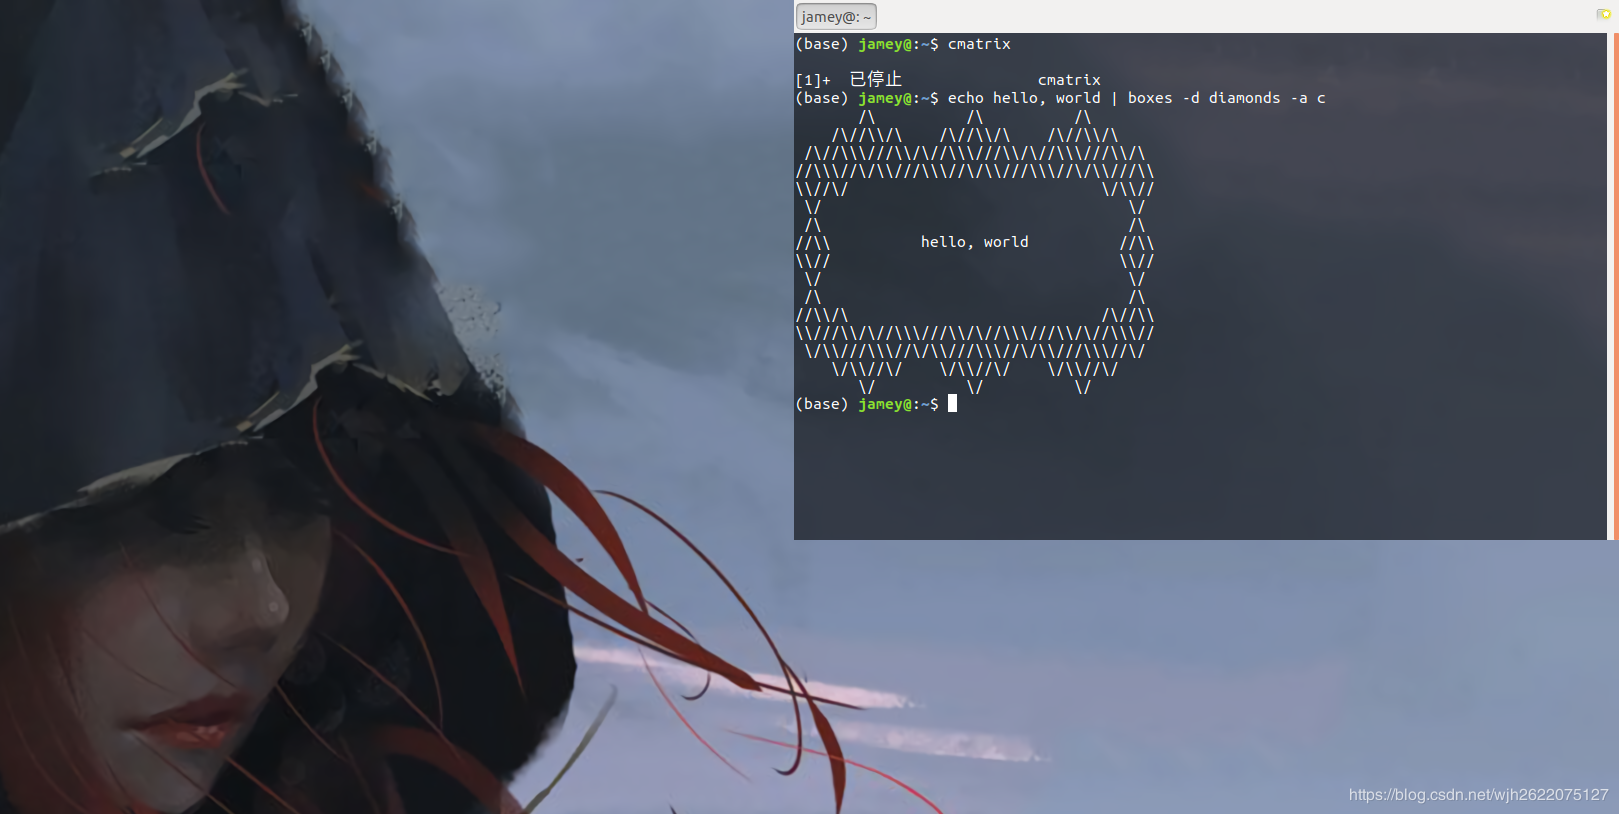 jamey@: ~
(base) jamey@:~$ cmatrix
[1]+  已停止               cmatrix
(base) jamey@:~$ echo hello, world | boxes -d diamonds -a c
       /\          /\          /\
    /\//\\/\    /\//\\/\    /\//\\/\
 /\//\\\///\\/\//\\\///\\/\//\\\///\\/\
//\\\//\/\\///\\\//\/\\///\\\//\/\\///\\
\\//\/                            \/\\//
 \/                                  \/
 /\                                  /\
//\\          hello, world          //\\
\\//                                \\//
 \/                                  \/
 /\                                  /\
//\\/\                            /\//\\
\\///\\/\//\\\///\\/\//\\\///\\/\//\\\//
 \/\\///\\\//\/\\///\\\//\/\\///\\\//\/
    \/\\//\/    \/\\//\/    \/\\//\/
       \/          \/          \/
(base) jamey@:~$
https://blog.csdn.net/wjh2622075127